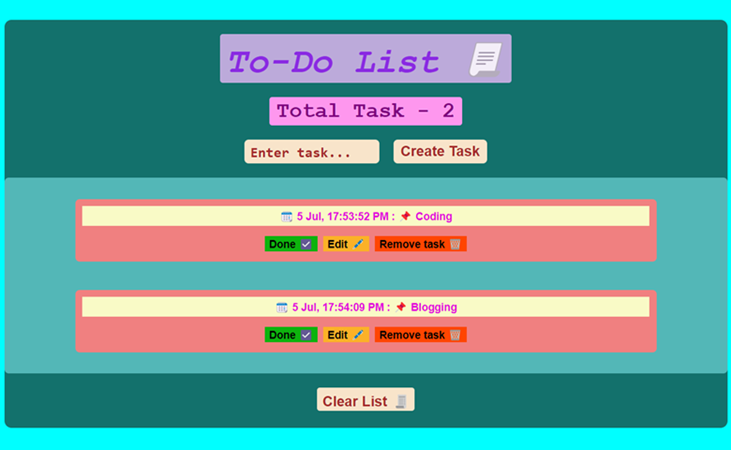 To-Do List
Total Task - 2
Enter task... Create Task
5 Jul, 17:53:52 PM : Coding
Done Edit Remove task
5 Jul, 17:54:09 PM : Blogging
Done Edit Remove task
Clear List